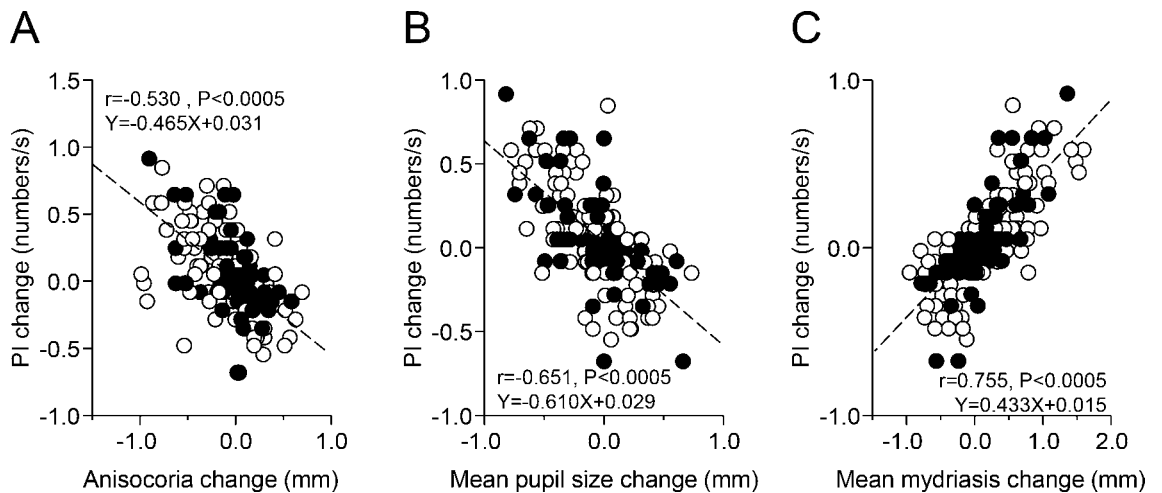 A
B
C
1.5
1.0
0.5
0.0
-0.5
-1.0
PI change (numbers/s)
r=-0.530 , P<0.0005
Y=-0.465X+0.031
-1.0 0.0 1.0
Anisocoria change (mm)
1.0
0.5
0.0
-0.5
-1.0
PI change (numbers/s)
r=-0.651, P<0.0005
Y=-0.610X+0.029
-1.0 0.0 1.0
Mean pupil size change (mm)
1.0
0.0
-1.0
PI change (numbers/s)
r=0.755, P<0.0005
Y=0.433X+0.015
-1.0 0.0 1.0 2.0
Mean mydriasis change (mm)